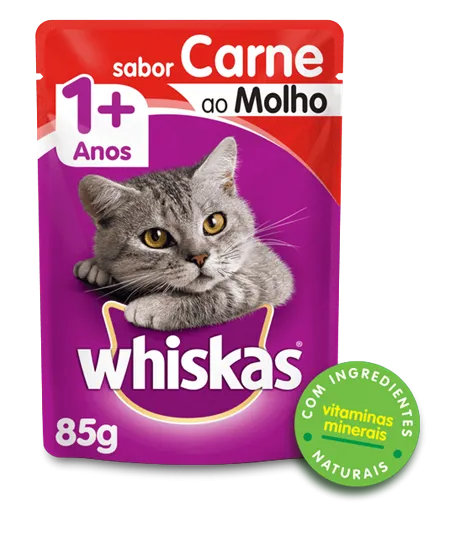 sabor Carne
ao Molho
1+
Anos
whiskas®
85g
COM INGREDIENTES
vitaminas
minerais
NATURAIS